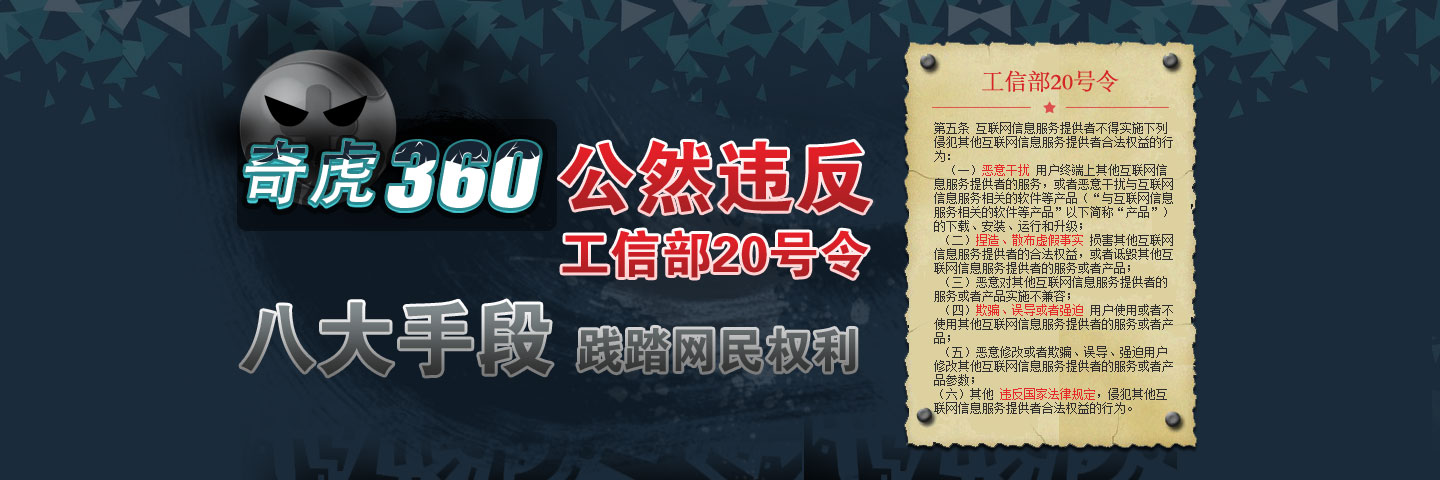 奇虎360
公然违反
工信部20号令
八大手段 践踏网民权利
工信部20号令
第五条 互联网信息服务提供者不得实施下列
侵犯其他互联网信息服务提供者合法权益的行
为：
（一）恶意干扰 用户终端上其他互联网信
息服务提供者的服务，或者恶意干扰与互联网
信息服务相关的软件等产品（“与互联网信息
服务相关的软件等产品”以下简称“产品”）
的下载、安装、运行和升级；
（二）捏造、散布虚假事实 损害其他互联网
信息服务提供者的合法权益，或者诋毁其他互
联网信息服务提供者的服务或者产品；
（三）恶意对其他互联网信息服务提供者的
服务或者产品实施不兼容；
（四）欺骗、误导或者强迫 用户使用或者不
使用其他互联网信息服务提供者的服务或者产
品；
（五）恶意修改或者欺骗、误导、强迫用户
修改其他互联网信息服务提供者的服务或者产
品参数；
（六）其他 违反国家法律规定，侵犯其他互
联网信息服务提供者合法权益的行为。